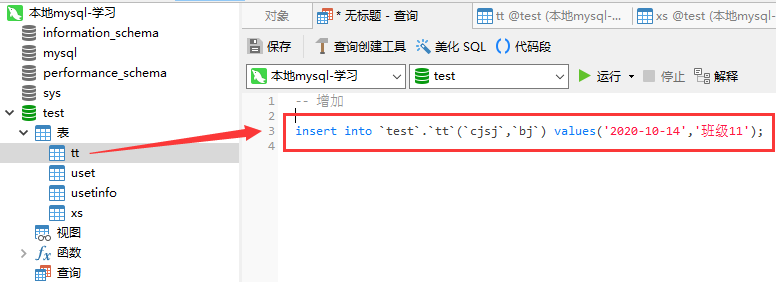 本地mysql-学习
information_schema
mysql
performance_schema
sys
test
表
tt
uset
usetinfo
xs
视图
函数
查询
对象
* 无标题 - 查询
tt @test (本地mysql-学
xs @test (本地mysql-
保存
查询创建工具
美化 SQL
代码段
本地mysql-学习
test
运行
停止
解释
1 -- 增加
2
3 insert into `test`.`tt`(`cjsj`,`bj`) values('2020-10-14','班级11');
4